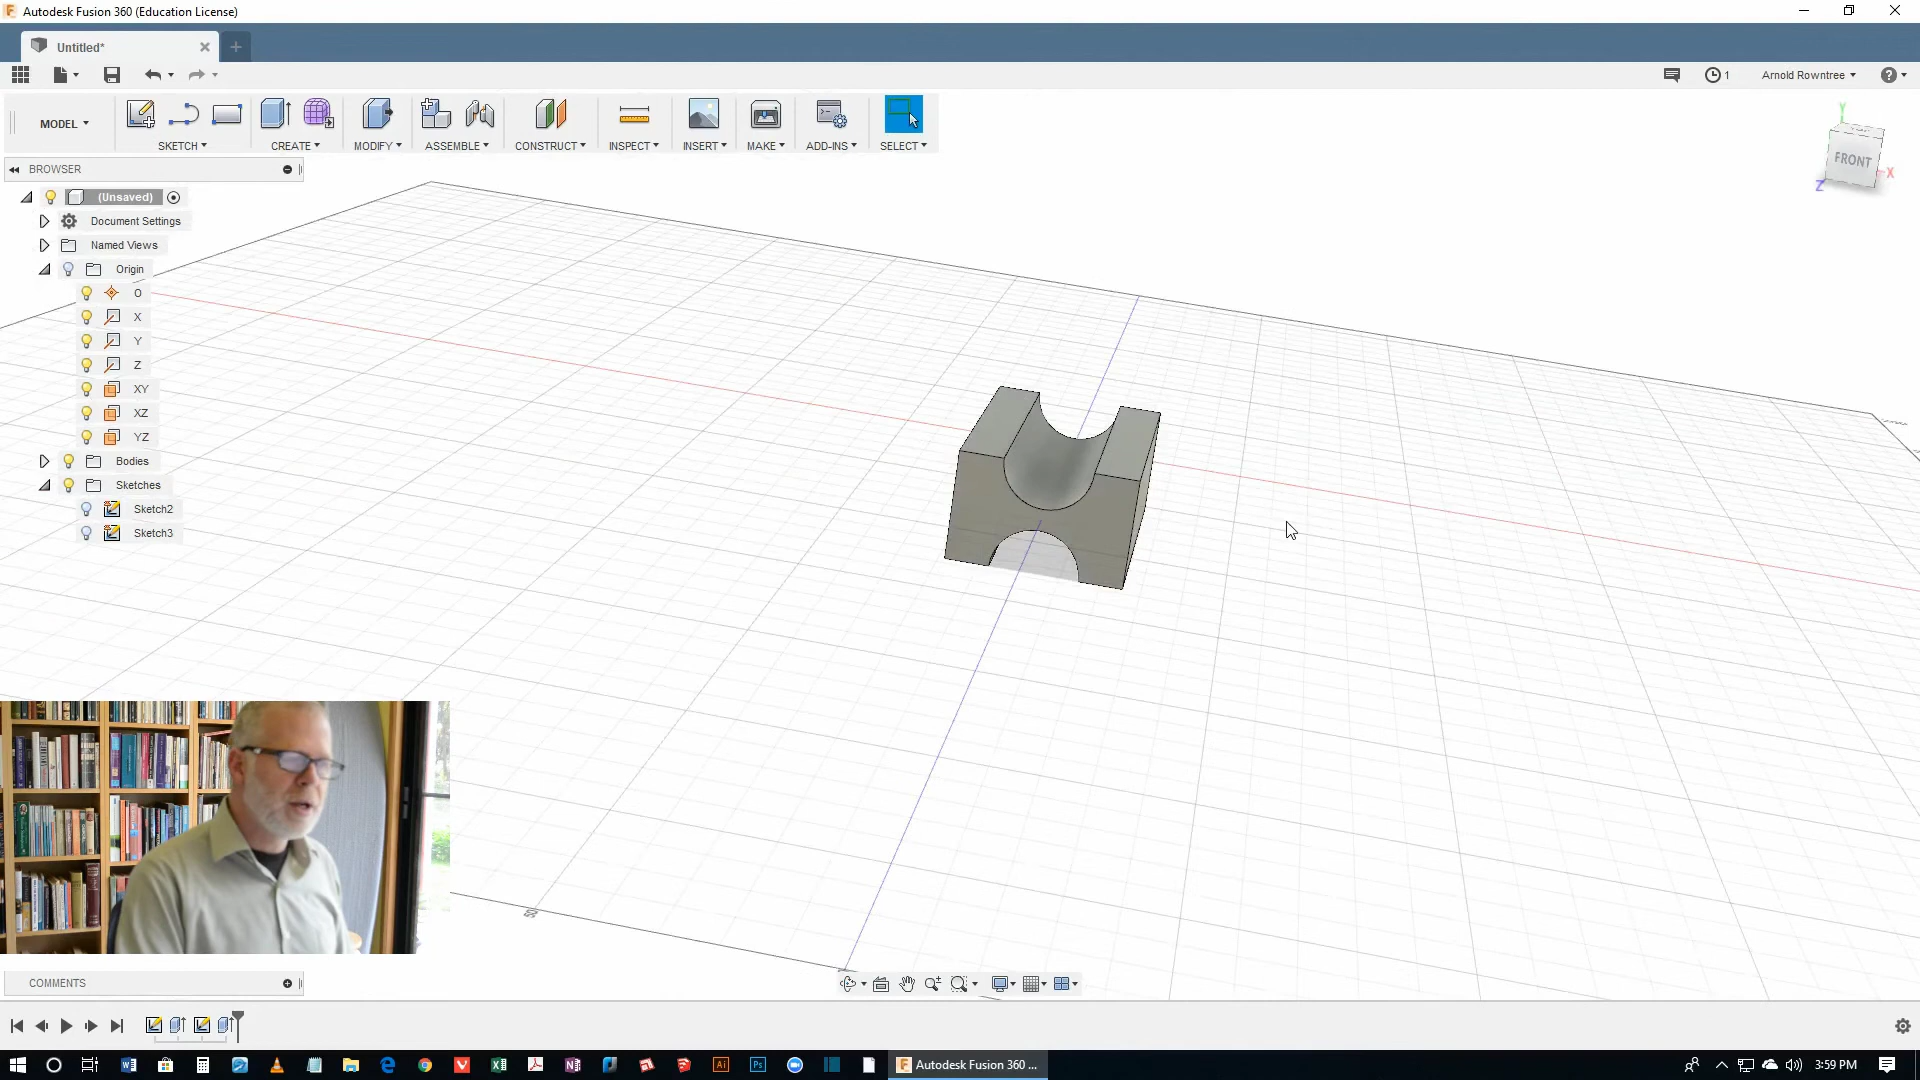 Autodesk Fusion 360 (Education License)
Untitled*
1
Arnold Rowntree
MODEL
SKETCH
CREATE
MODIFY
ASSEMBLE
CONSTRUCT
INSPECT
INSERT
MAKE
ADD-INS
SELECT
BROWSER
(Unsaved)
Document Settings
Named Views
Origin
O
X
Y
Z
XY
XZ
YZ
Bodies
Sketches
Sketch2
Sketch3
Y
FRONT
X
Z
50
COMMENTS
Autodesk Fusion 360 ...
3:59 PM